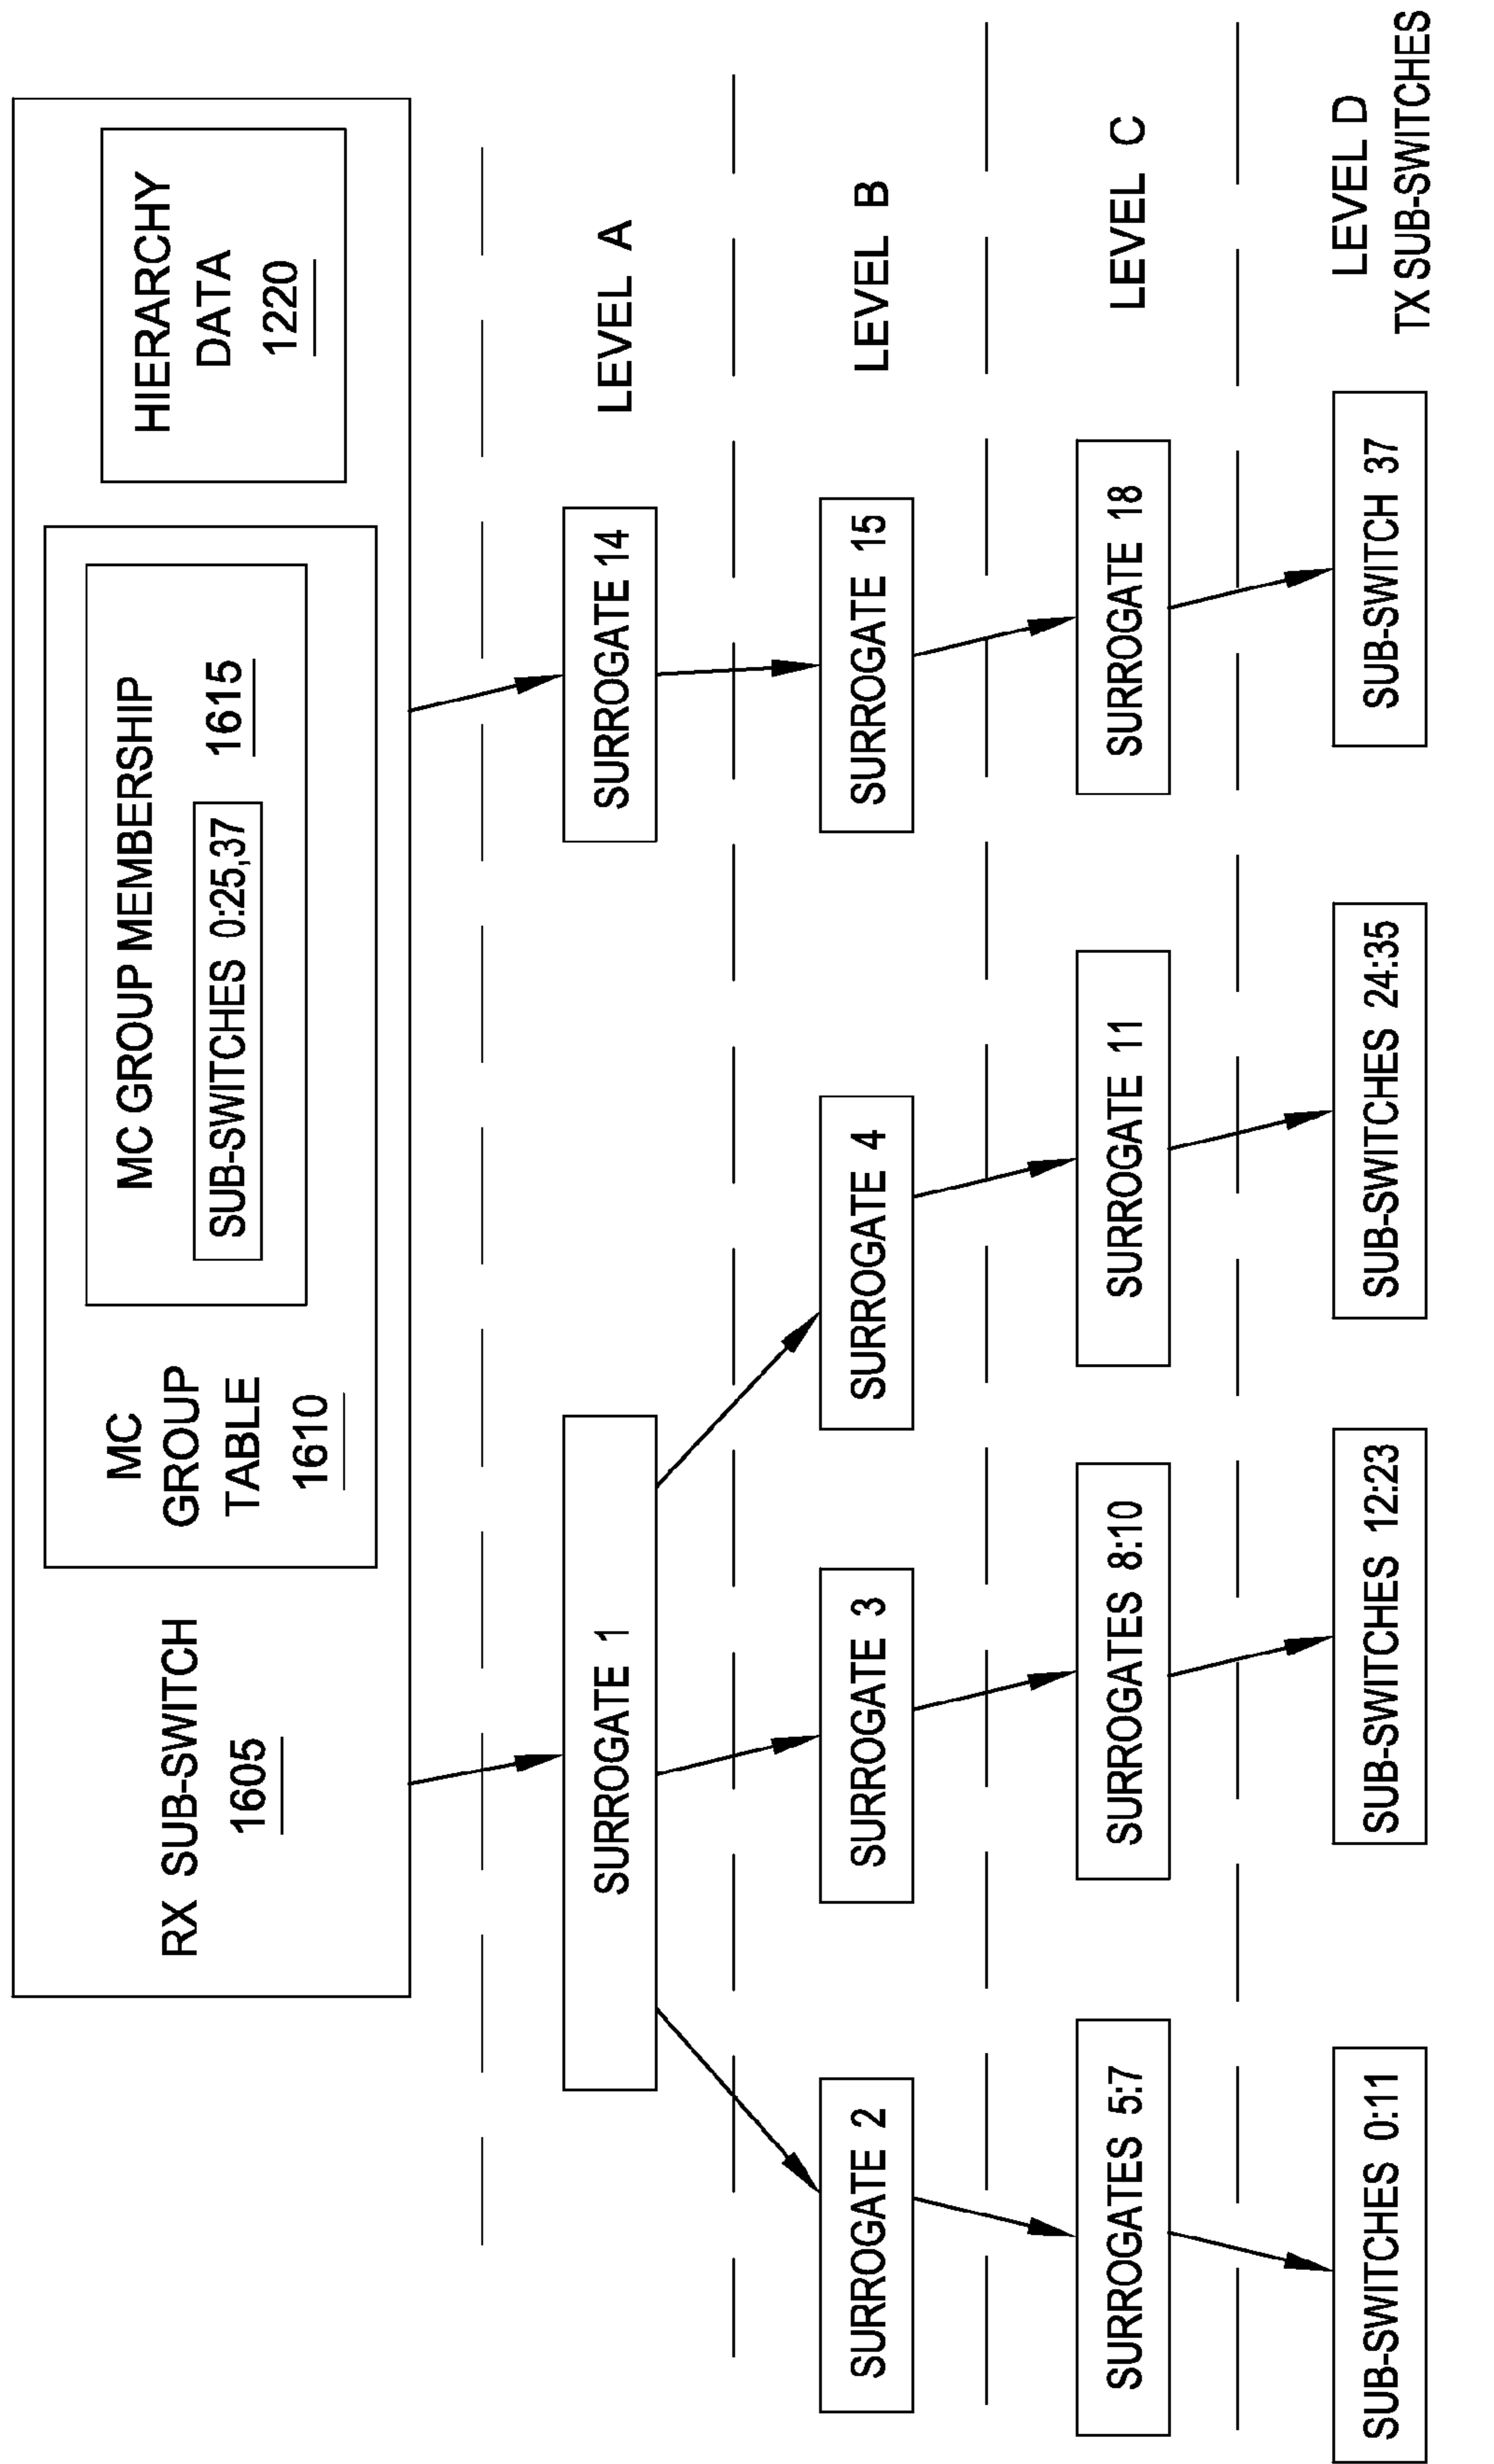 RX SUB-SWITCH
1605
MC
GROUP
TABLE
1610
MC GROUP MEMBERSHIP
SUB-SWITCHES 0:25,37
1615
HIERARCHY
DATA
1220
SURROGATE 1
SURROGATE 14
LEVEL A
SURROGATE 2
SURROGATE 3
SURROGATE 4
SURROGATE 15
LEVEL B
SURROGATES 5:7
SURROGATES 8:10
SURROGATE 11
SURROGATE 18
LEVEL C
SUB-SWITCHES 0:11
SUB-SWITCHES 12:23
SUB-SWITCHES 24:35
SUB-SWITCH 37
LEVEL D
TX SUB-SWITCHES